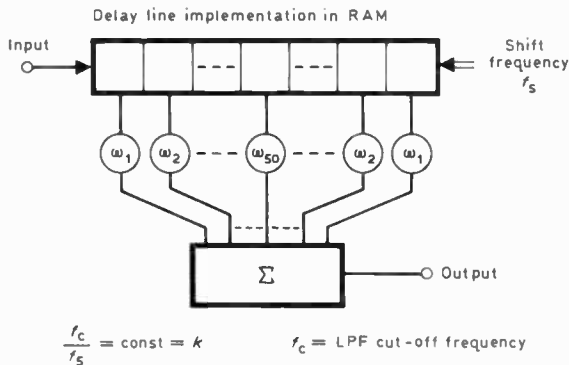 Delay line implementation in RAM
Input
Shift
frequency
fs
ω1 ω2 ω50 ω2 ω1
Σ
Output
fc/fs = const = k
fc = LPF cut-off frequency